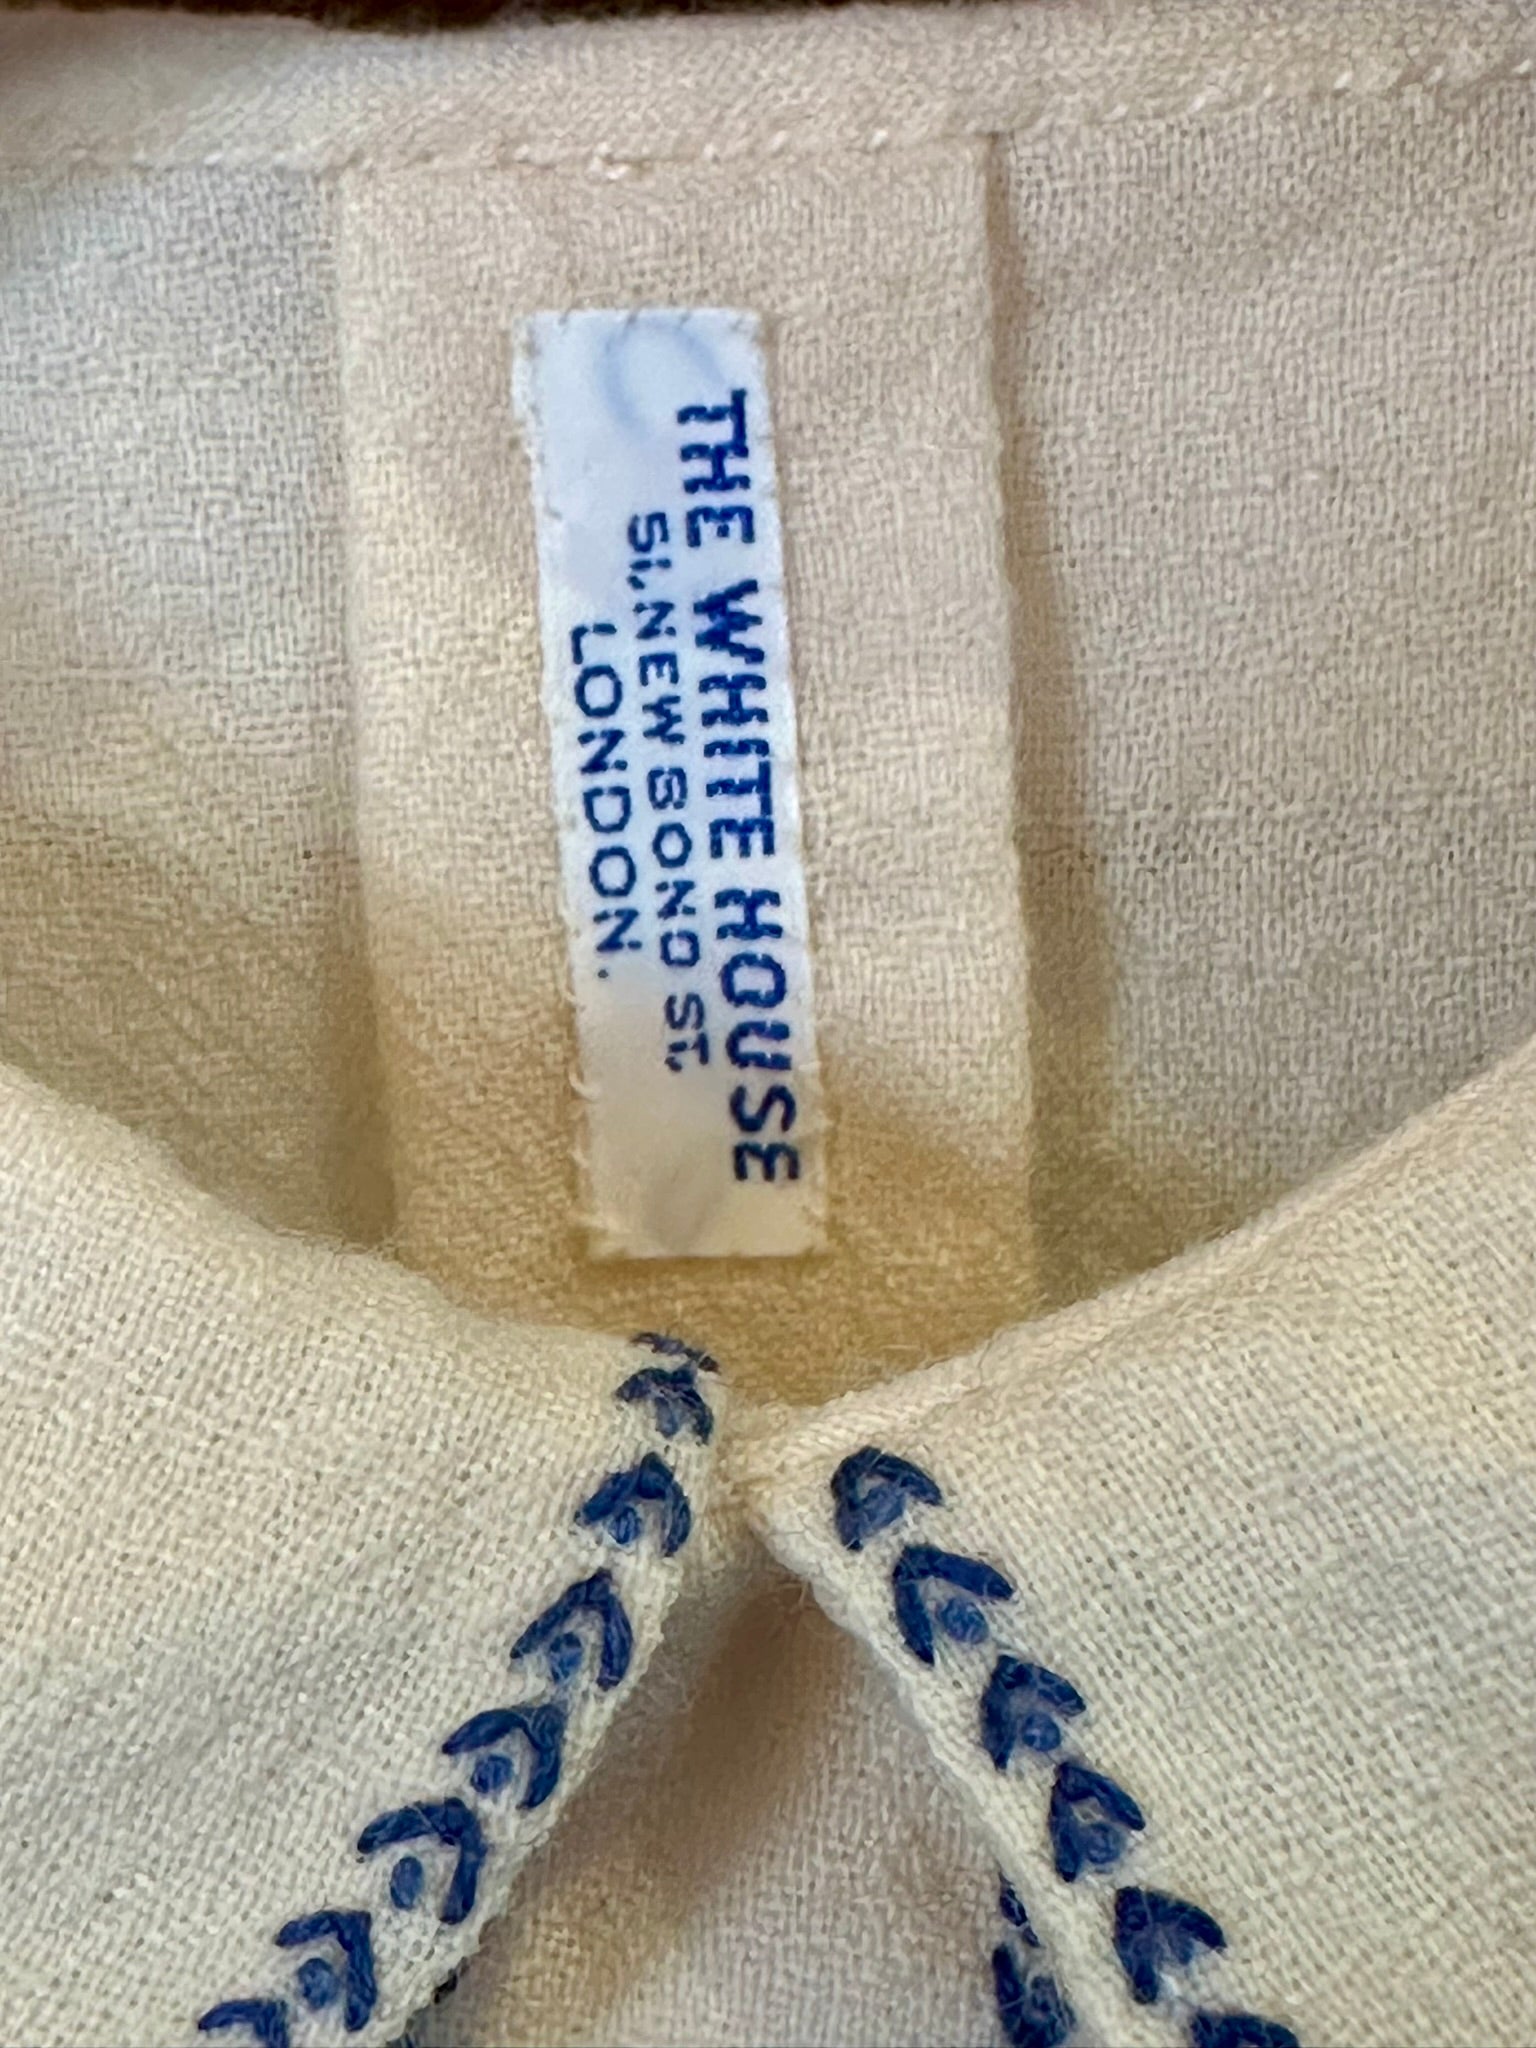 THE WHITE HOUSE
51, NEW BOND ST.
LONDON.